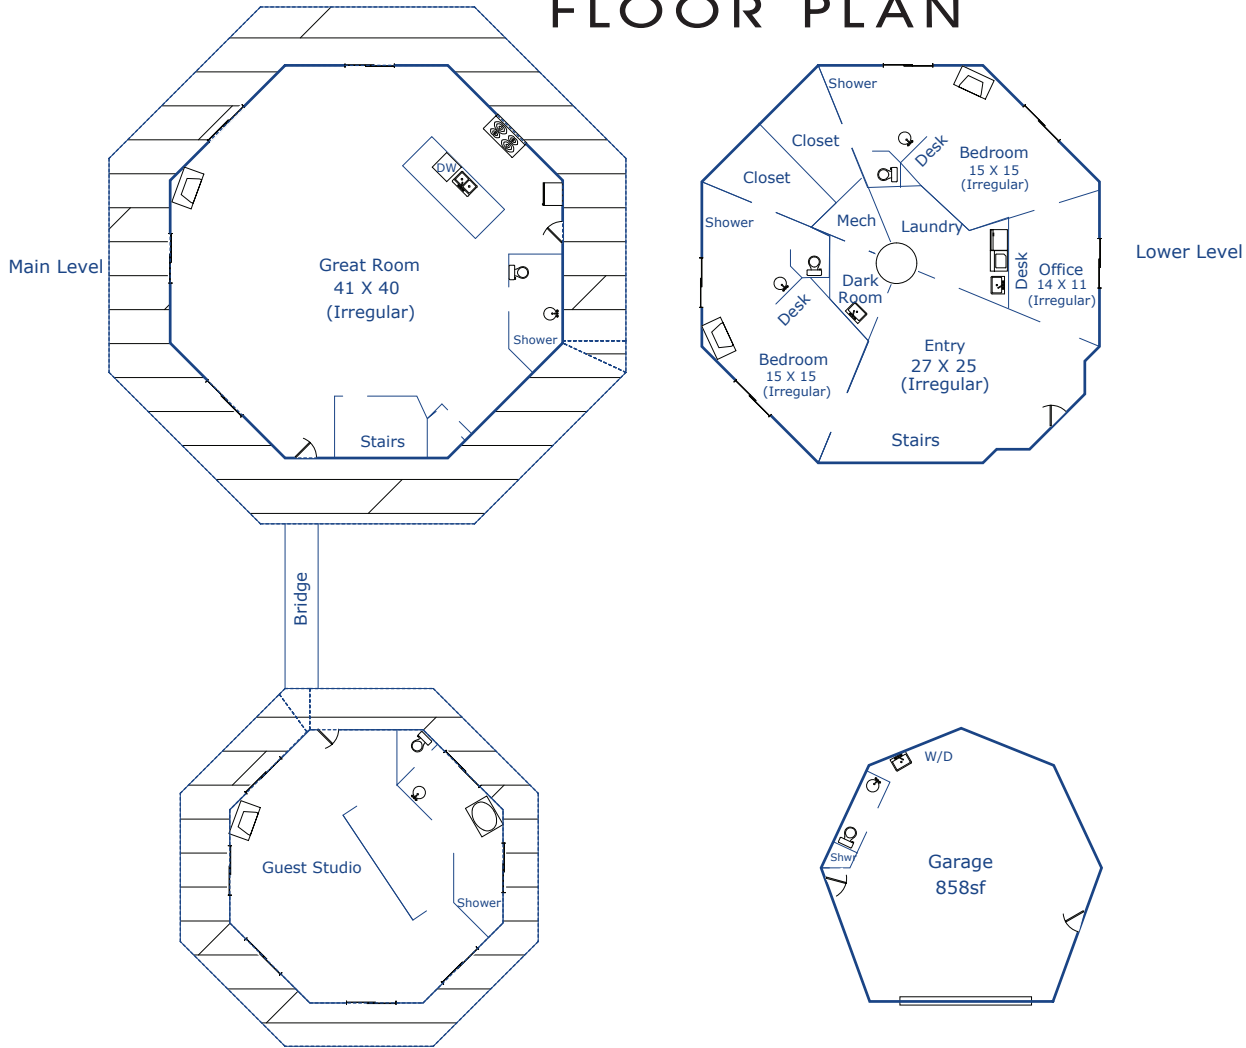 FLOOR PLAN
Main Level
DW
Great Room
41 X 40
(Irregular)
Shower
Stairs
Bridge
Guest Studio
Shower
Lower Level
Shower
Closet
Closet
Desk
Bedroom
15 X 15
(Irregular)
Shower
Mech
Laundry
Dark
Room
Desk
Office
14 X 11
(Irregular)
Desk
Bedroom
15 X 15
(Irregular)
Entry
27 X 25
(Irregular)
Stairs
W/D
Shwr
Garage
858sf